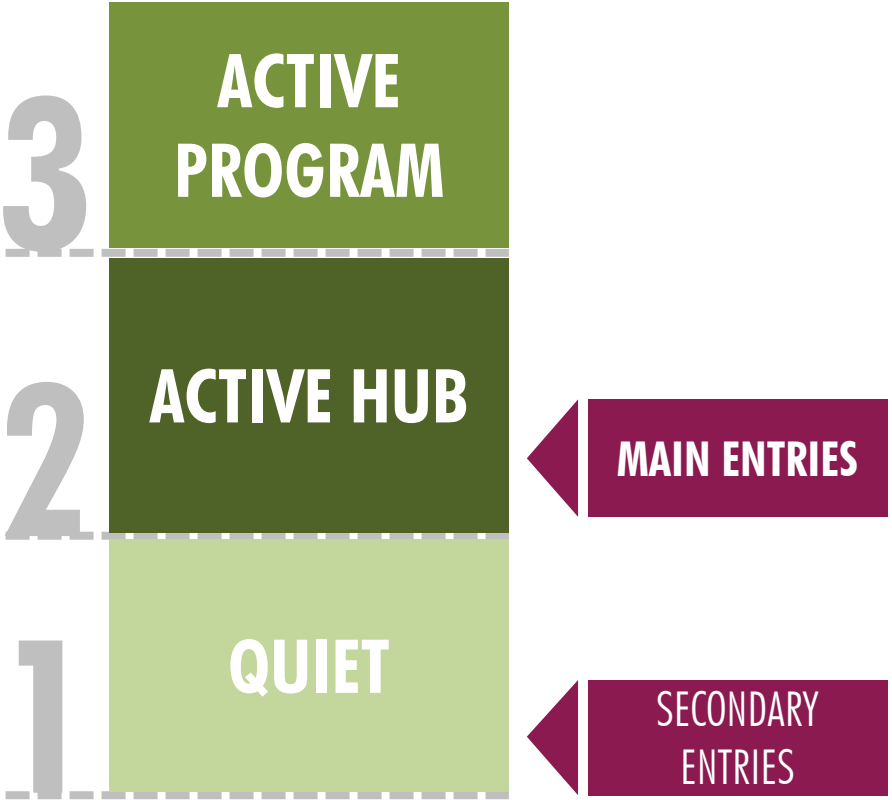 3
ACTIVE
PROGRAM
2
ACTIVE HUB
MAIN ENTRIES
1
QUIET
SECONDARY
ENTRIES